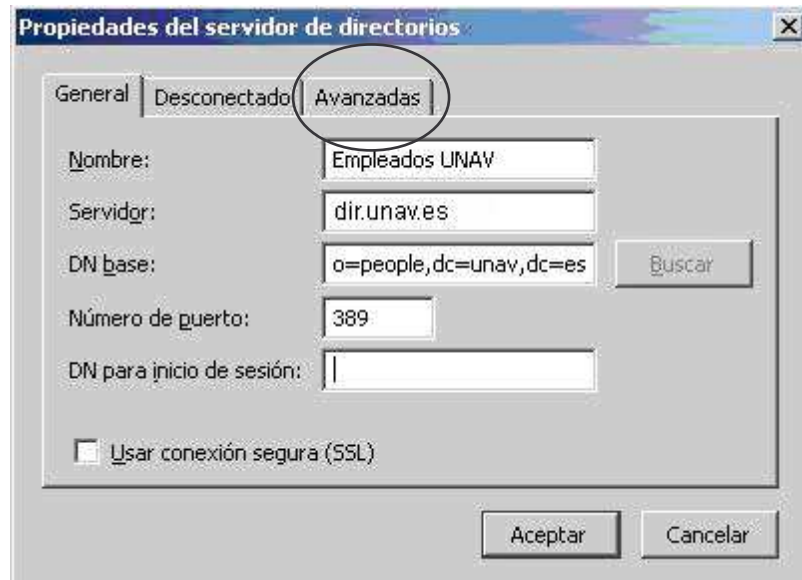 Propiedades del servidor de directorios
General Desconectado Avanzadas
Nombre: Empleados UNAV
Servidor: dir.unav.es
DN base: o=people,dc=unav,dc=es Buscar
Número de puerto: 389
DN para inicio de sesión:
Usar conexión segura (SSL)
Aceptar Cancelar